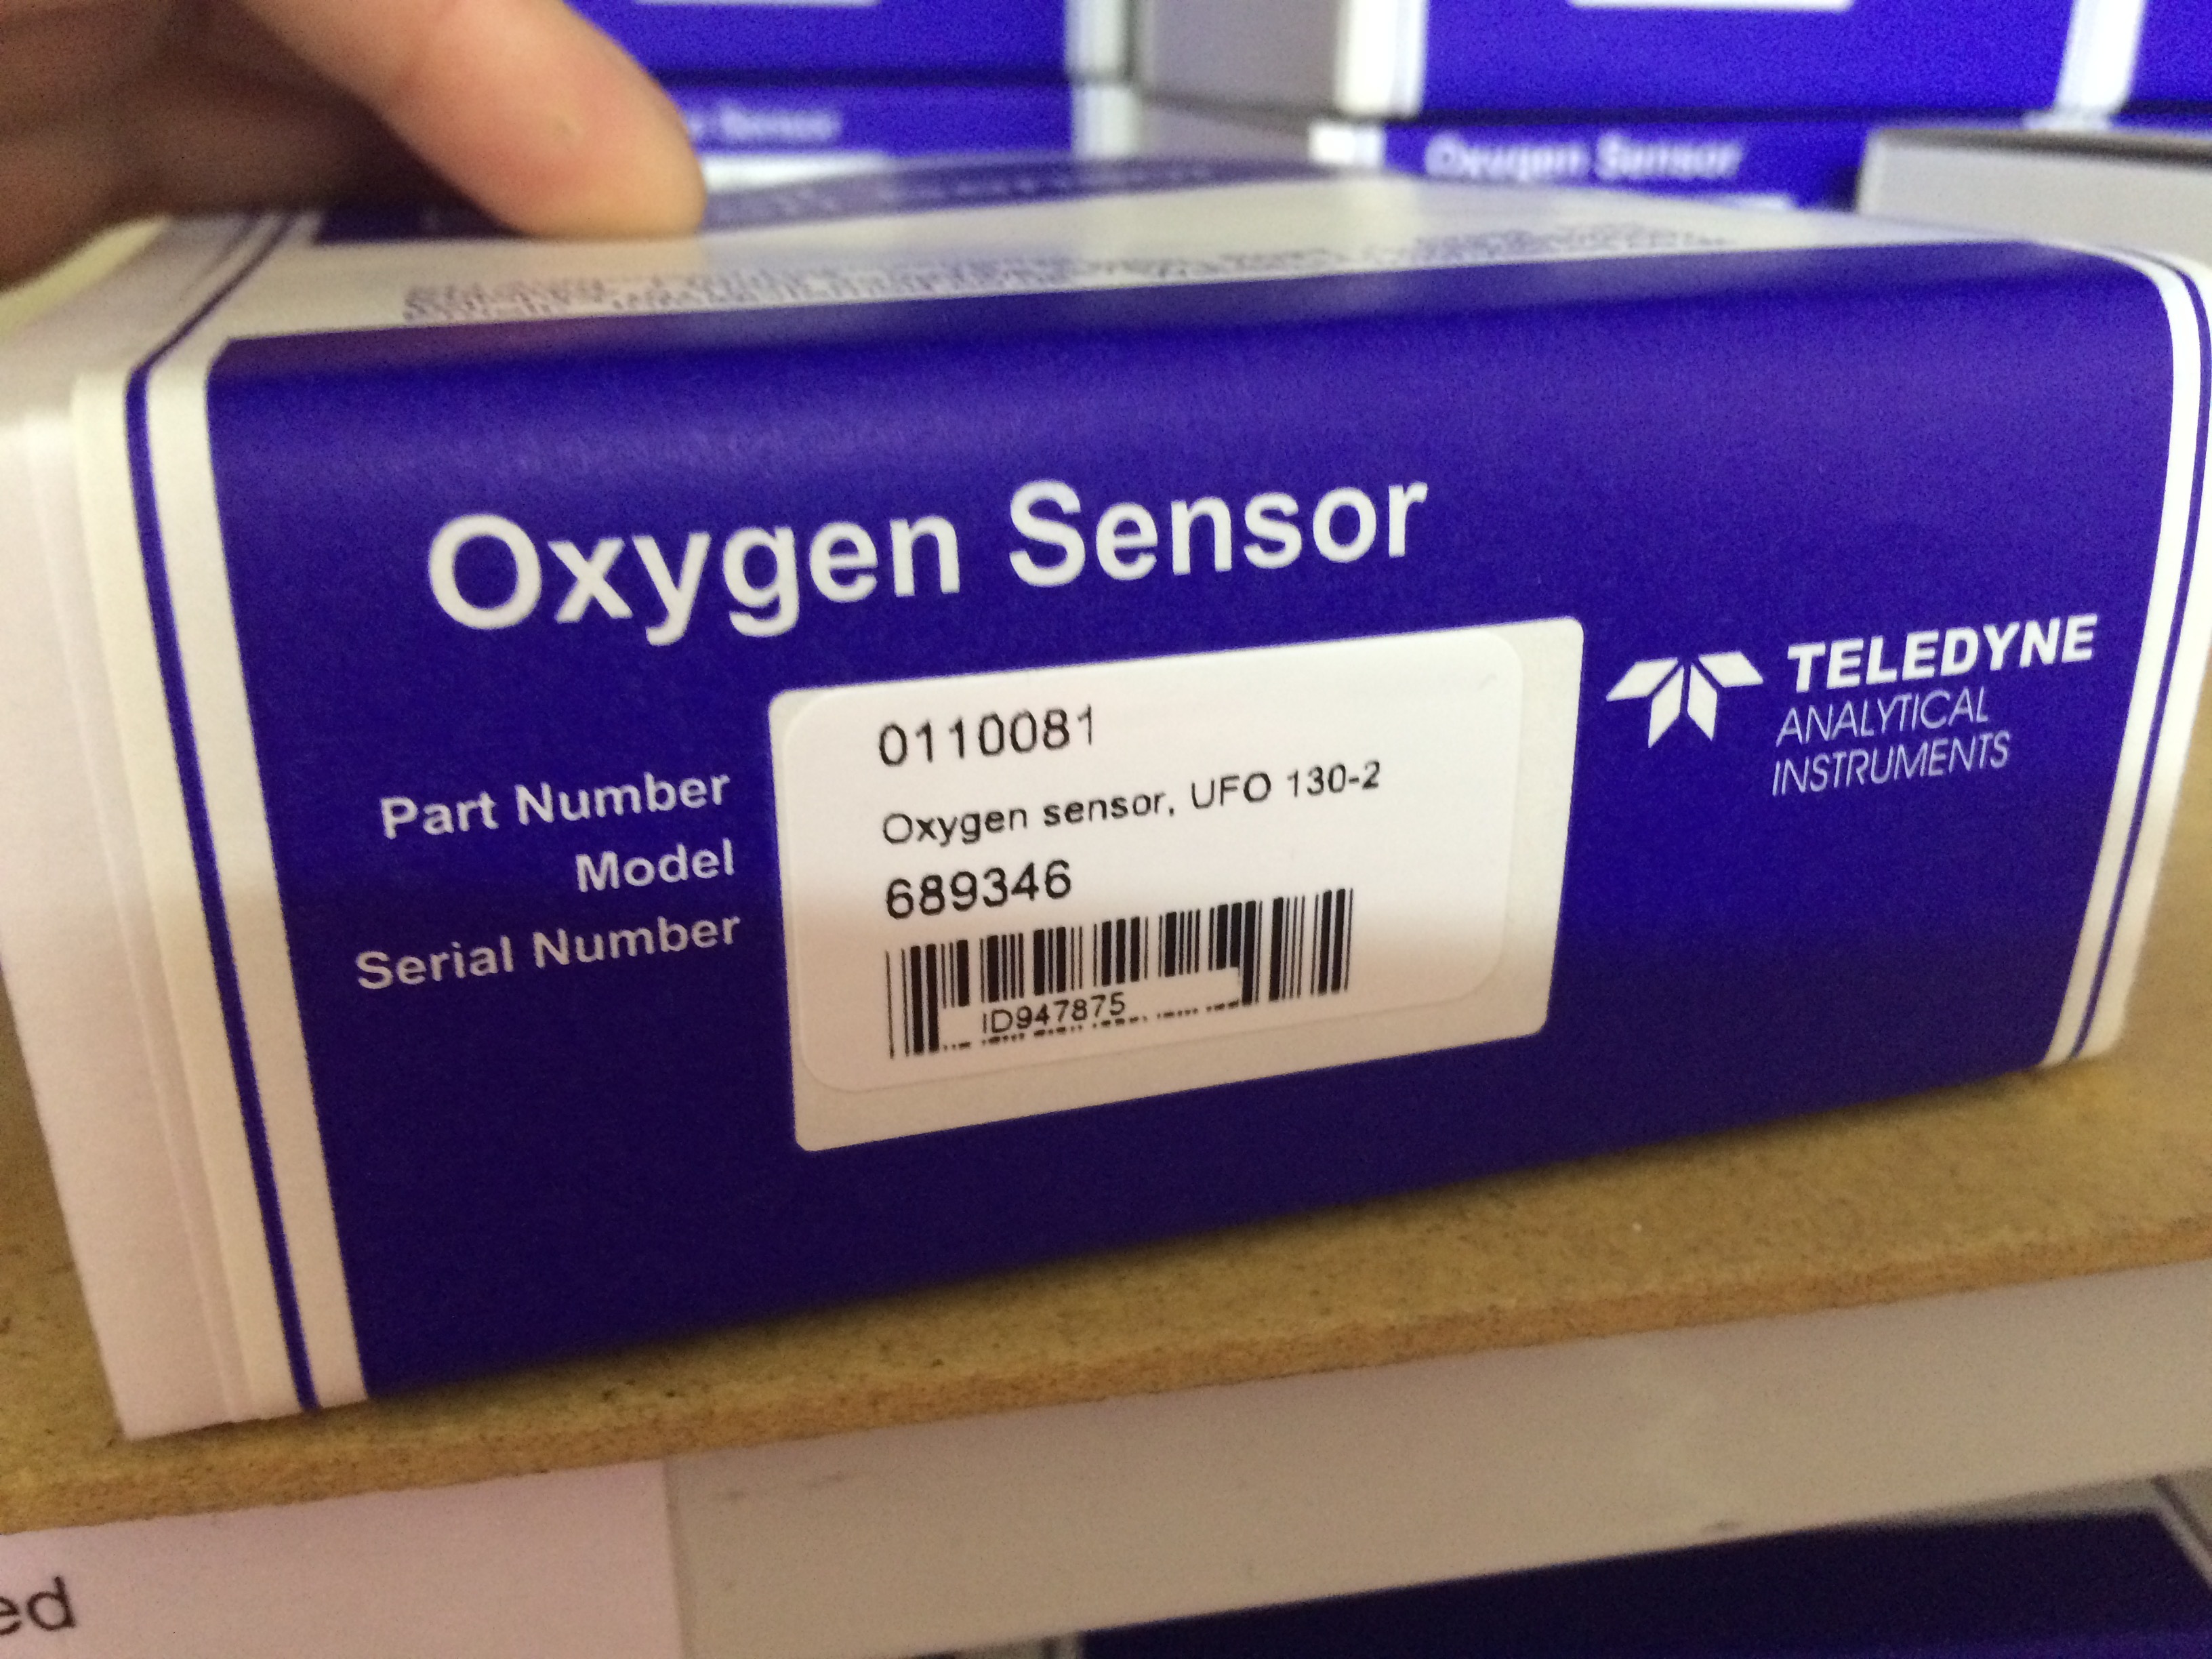 Sensor
Oxygen Sensor
Oxygen Sensor
TELEDYNE
ANALYTICAL
INSTRUMENTS
Part Number
Model
Serial Number
0110081
Oxygen sensor, UFO 130-2
689346
ID947875
ed